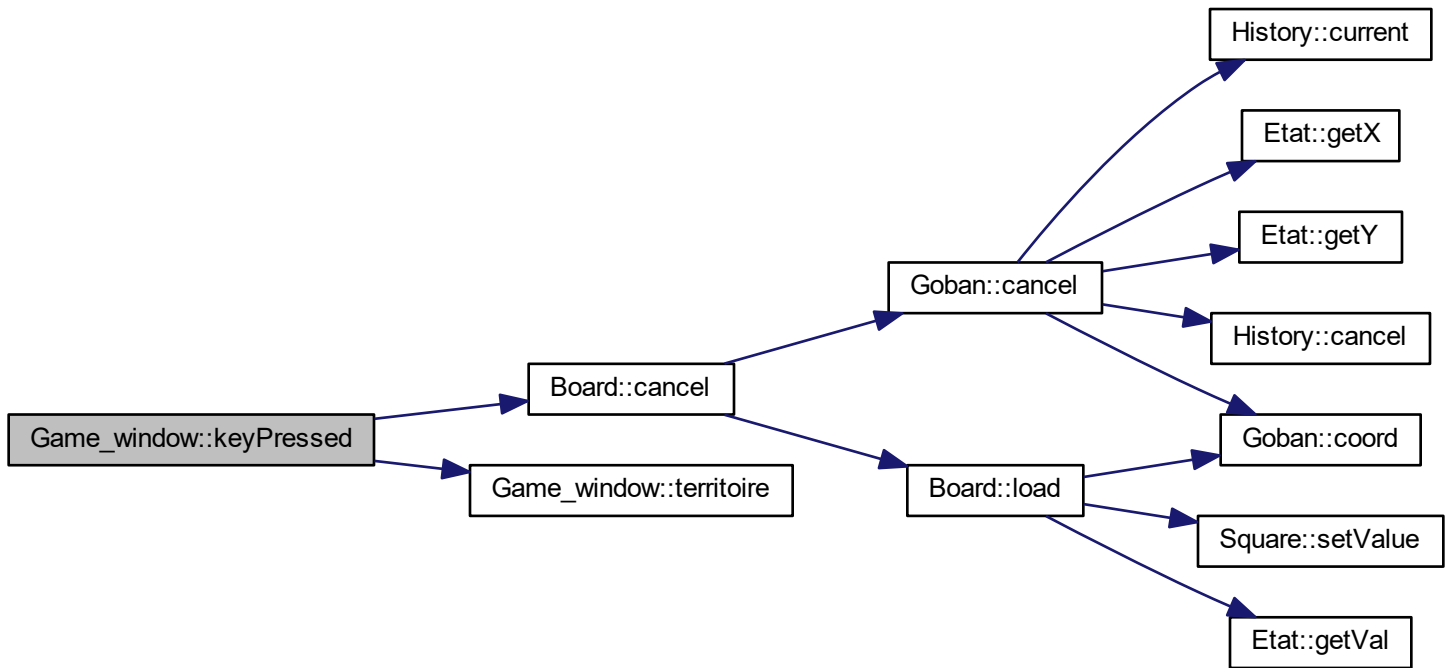 History::current
Etat::getX
Etat::getY
Goban::cancel
History::cancel
Board::cancel
Game_window::keyPressed
Goban::coord
Game_window::territoire
Board::load
Square::setValue
Etat::getVal